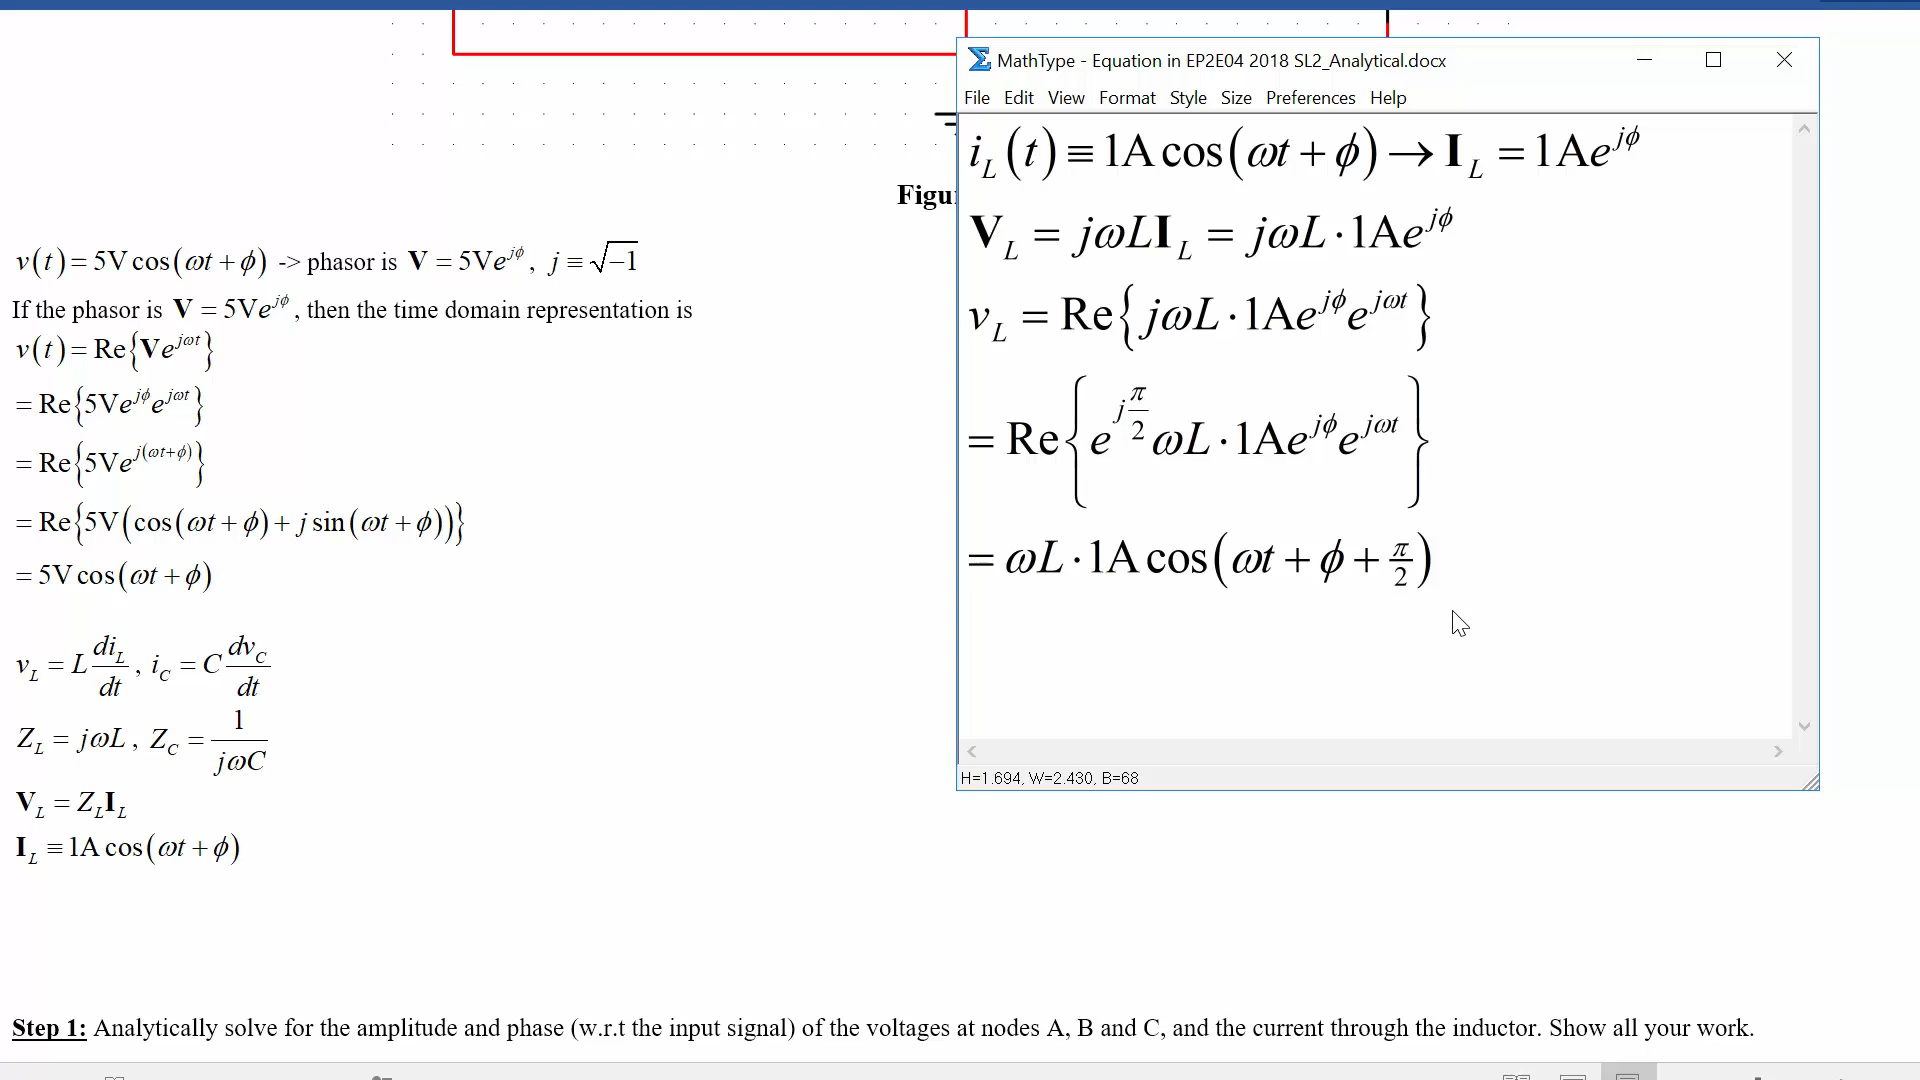 Figu
v(t) = 5V cos(ωt + ϕ) -> phasor is V = 5Ve^{jϕ}, j ≡ √−1
If the phasor is V = 5Ve^{jϕ}, then the time domain representation is
v(t) = Re{Ve^{jωt}}
= Re{5Ve^{jϕ}e^{jωt}}
= Re{5Ve^{j(ωt+ϕ)}}
= Re{5V(cos(ωt + ϕ) + j sin(ωt + ϕ))}
= 5V cos(ωt + ϕ)
v_L = L di_L/dt, i_C = C dv_C/dt
Z_L = jωL, Z_C = 1/jωC
V_L = Z_L I_L
I_L ≡ 1A cos(ωt + ϕ)
MathType - Equation in EP2E04 2018 SL2_Analytical.docx
File Edit View Format Style Size Preferences Help
i_L(t) ≡ 1A cos(ωt + ϕ) → I_L = 1Ae^{jϕ}
V_L = jωLI_L = jωL · 1Ae^{jϕ}
v_L = Re{jωL · 1Ae^{jϕ}e^{jωt}}
= Re{e^{jπ/2}ωL · 1Ae^{jϕ}e^{jωt}}
= ωL · 1A cos(ωt + ϕ + π/2)
H=1.694, W=2.430, B=68
Step 1: Analytically solve for the amplitude and phase (w.r.t the input signal) of the voltages at nodes A, B and C, and the current through the inductor. Show all your work.